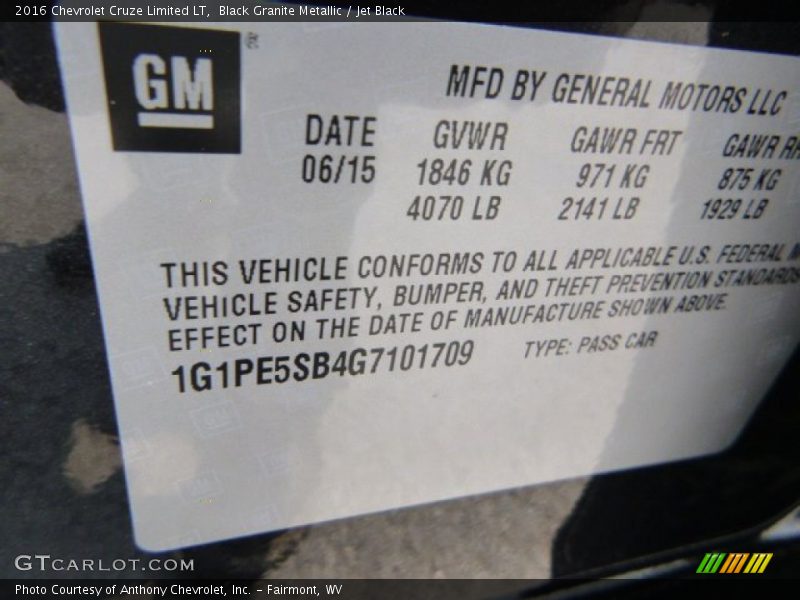 2016 Chevrolet Cruze Limited LT, Black Granite Metallic / Jet Black
GM ®
MFD BY GENERAL MOTORS LLC
DATE GVWR GAWR FRT GAWR
06/15 1846 KG 971 KG 875 KG
4070 LB 2141 LB 1929 LB
THIS VEHICLE CONFORMS TO ALL APPLICABLE U.S. FEDERAL
VEHICLE SAFETY, BUMPER, AND THEFT PREVENTION STANDARDS
EFFECT ON THE DATE OF MANUFACTURE SHOWN ABOVE.
1G1PE5SB4G7101709 TYPE: PASS CAR
GTCARLOT.COM
Photo Courtesy of Anthony Chevrolet, Inc. – Fairmont, WV